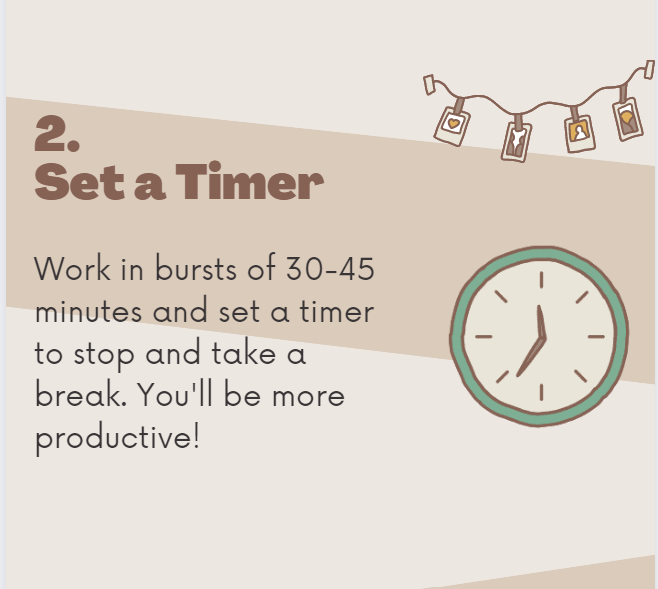 2.
Set a Timer
Work in bursts of 30-45
minutes and set a timer
to stop and take a
break. You'll be more
productive!